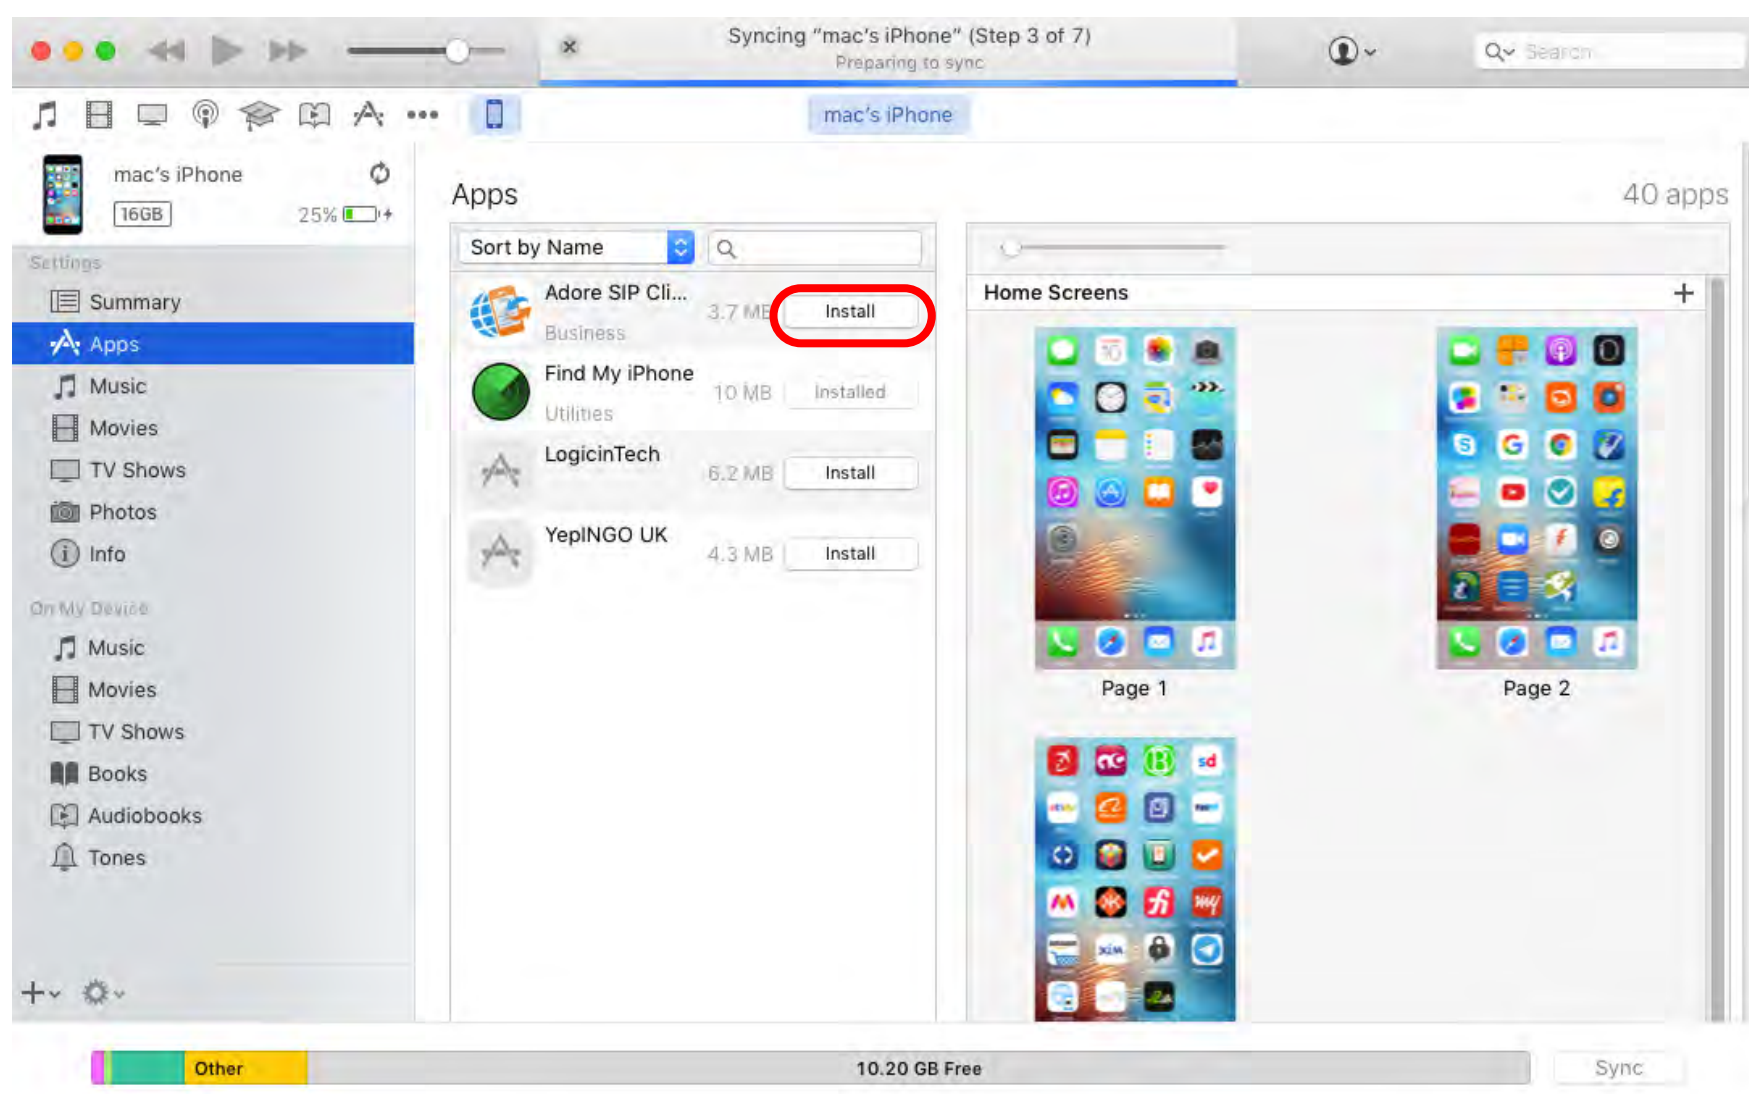 Syncing “mac’s iPhone” (Step 3 of 7)
Preparing to sync
Search
mac’s iPhone
mac’s iPhone
16GB
25%
Settings
Summary
Apps
Music
Movies
TV Shows
Photos
Info
On My Device
Music
Movies
TV Shows
Books
Audiobooks
Tones
Apps
40 apps
Sort by Name
Adore SIP Cli...
Business
3.7 MB
Install
Find My iPhone
Utilities
10 MB
Installed
LogicinTech
6.2 MB
Install
YepINGO UK
4.3 MB
Install
Home Screens
Page 1
Page 2
sd
my
Other
10.20 GB Free
Sync